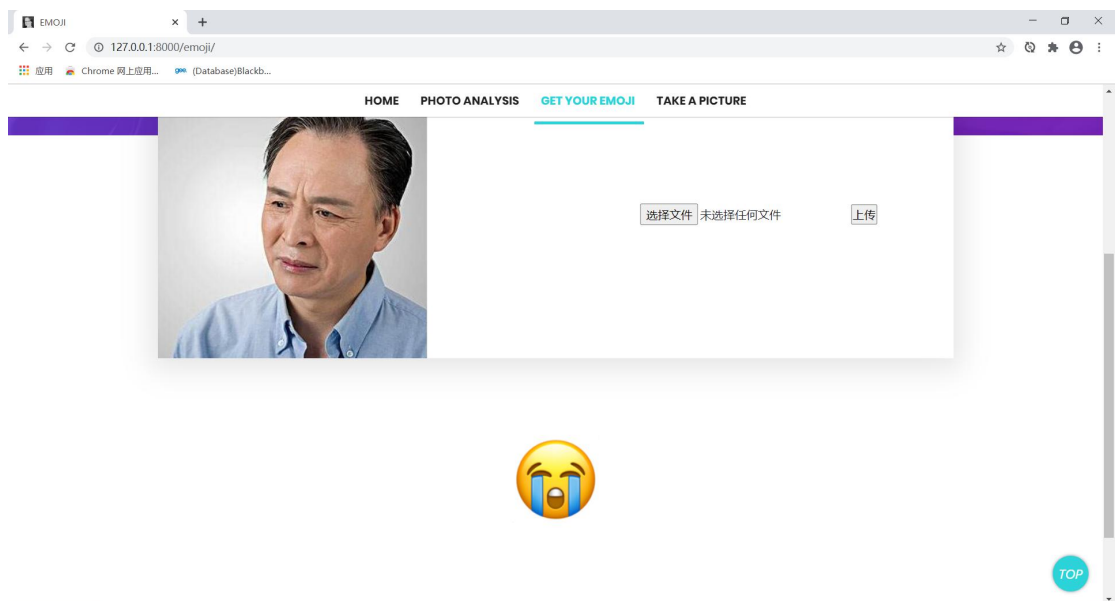 EMOJI
127.0.0.1:8000/emoji/
应用 Chrome 网上应用... (Database)Blackb...
HOME PHOTO ANALYSIS GET YOUR EMOJI TAKE A PICTURE
选择文件 未选择任何文件 上传
TOP